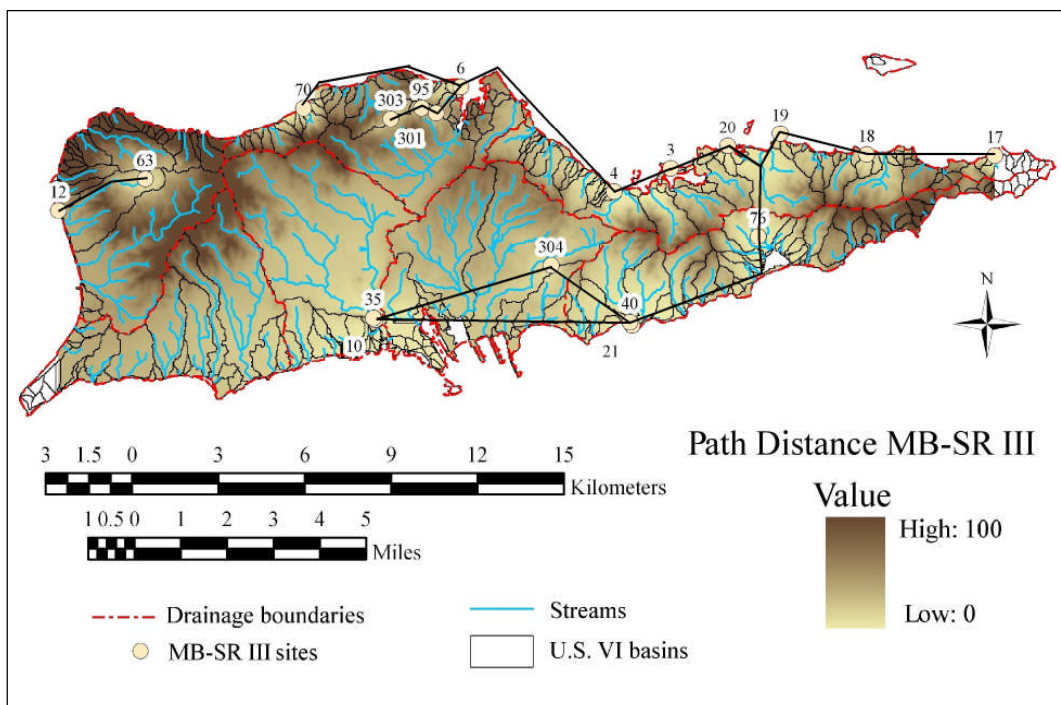 6
70
303
95
301
19
20
18
17
3
63
4
12
76
304
35
40
10
21
N
Path Distance MB-SR III
3 1.5 0 3 6 9 12 15
Kilometers
1 0.5 0 1 2 3 4 5
Miles
Value
High: 100
Low: 0
Drainage boundaries
Streams
MB-SR III sites
U.S. VI basins